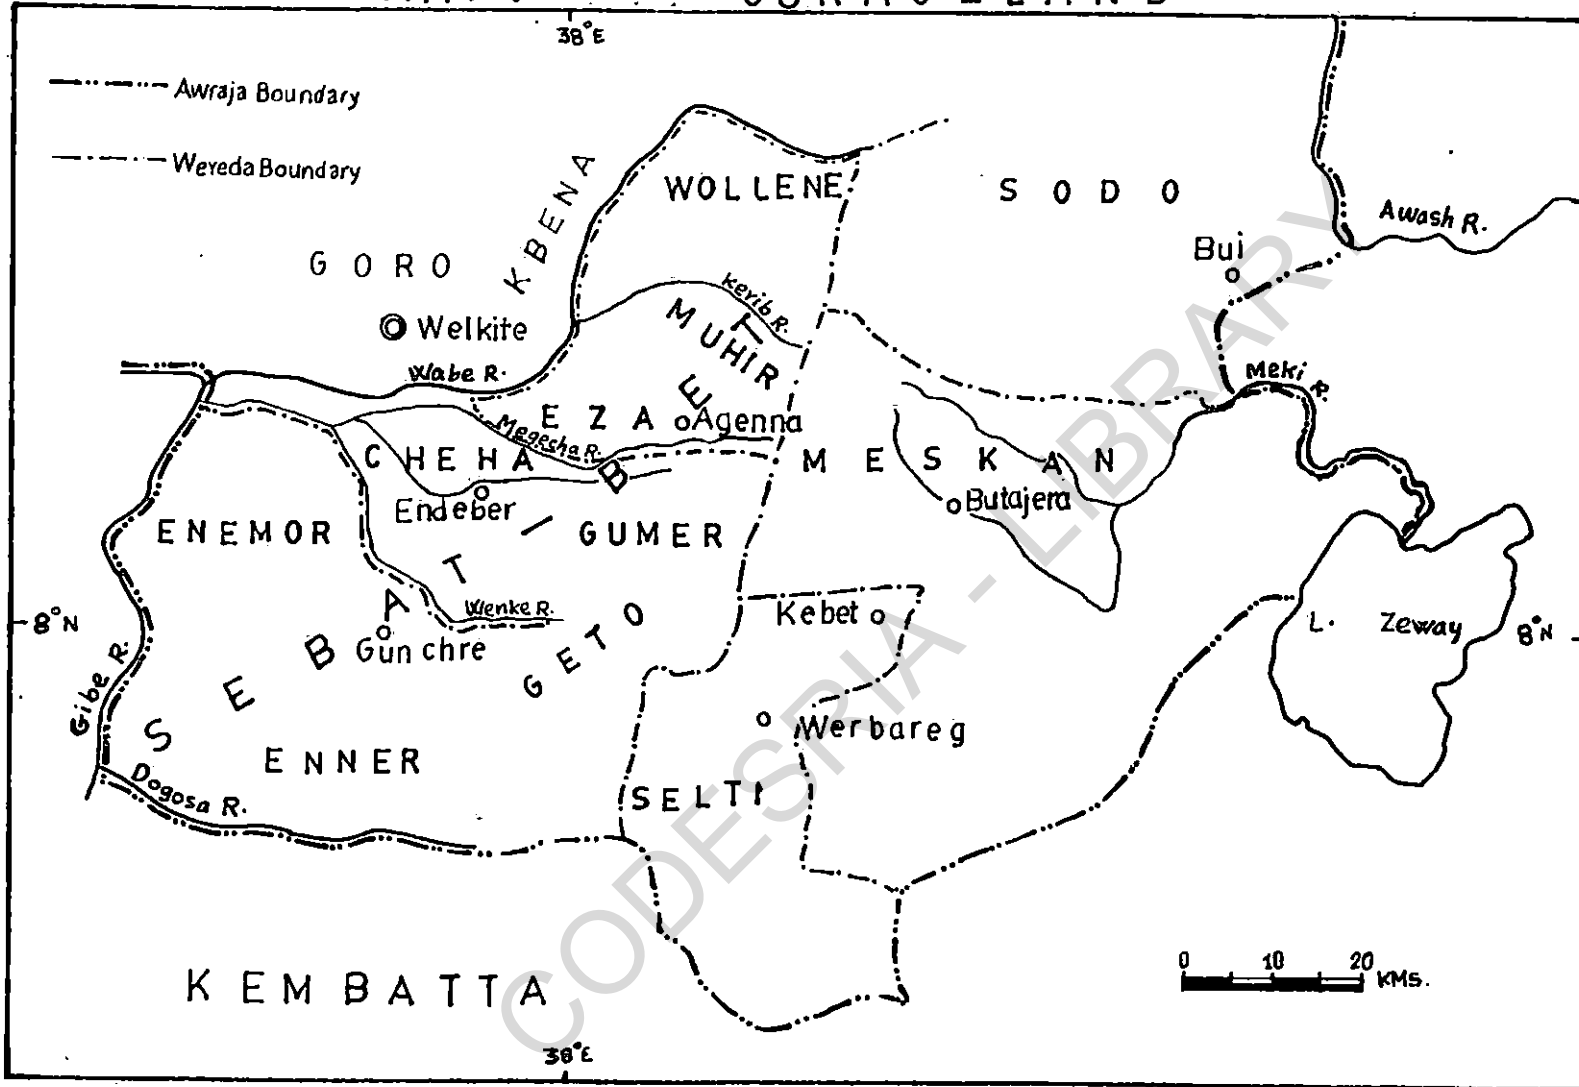 38°E
Awraja Boundary
Wereda Boundary
KBENA
WOLLENE
SODO
Awash R.
GORO
Bui
Welkite
Kerib R.
MUHIR
Wabe R.
Meki R.
EZA
Agenna
Megecha R.
CHEHA
MESKAN
Endeber
Butajera
ENEMOR
GUMER
SEBAT BET
8°N
Wenke R.
Kebet
L. Zeway
8°N
Gunchre
GETO
Gibe R.
Werbareg
ENNER
Dogosa R.
SELTI
KEMBATTA
0 10 20
KMS.
38°E
CODESRIA - LIBRARY